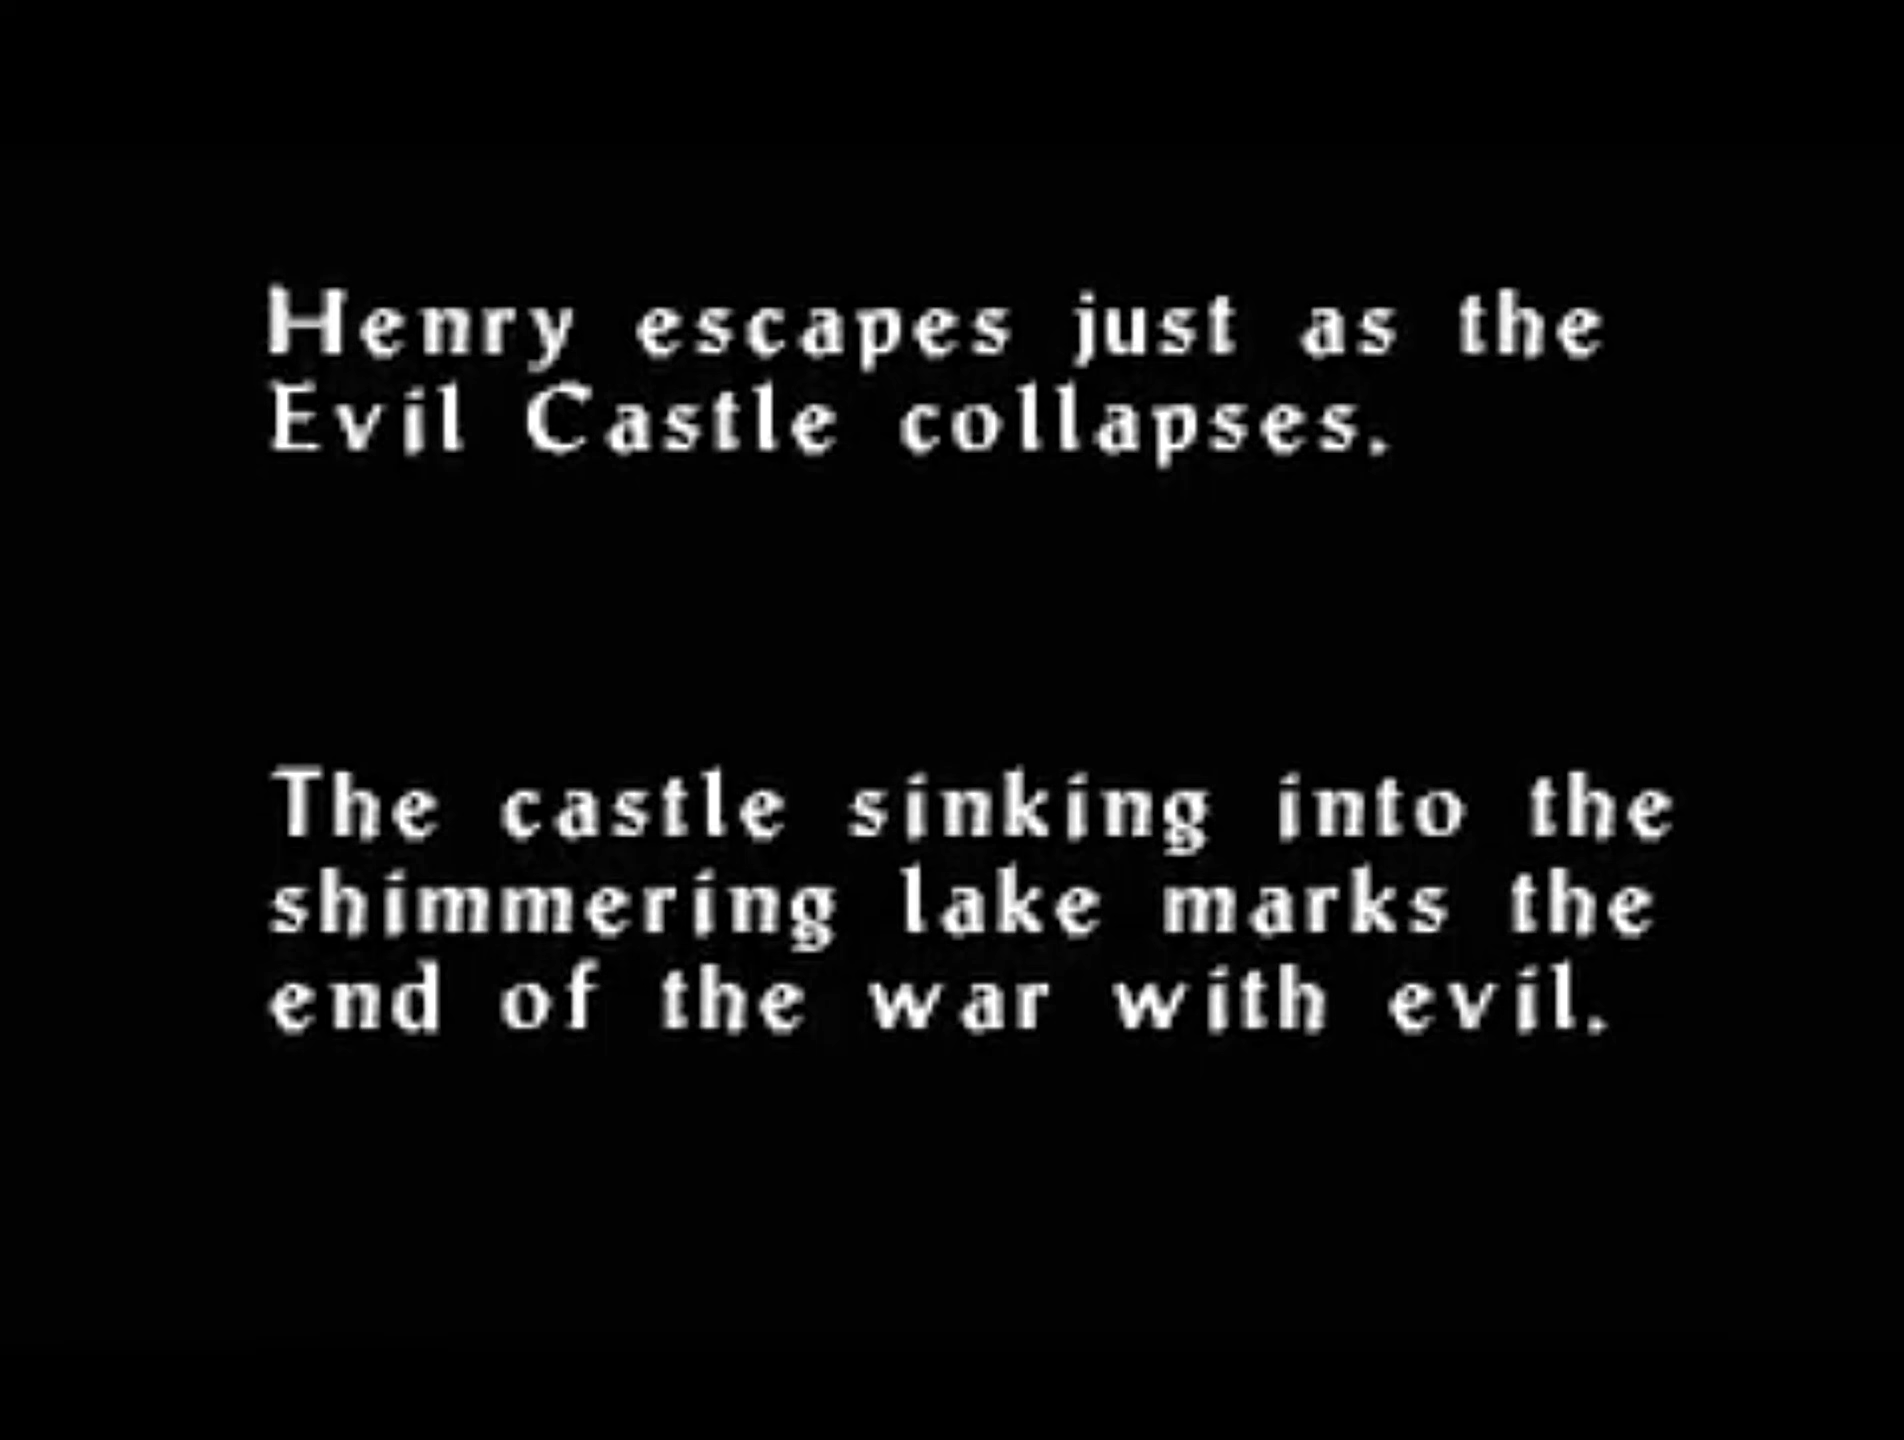 Henry escapes just as the
Evil Castle collapses.
The castle sinking into the
shimmering lake marks the
end of the war with evil.